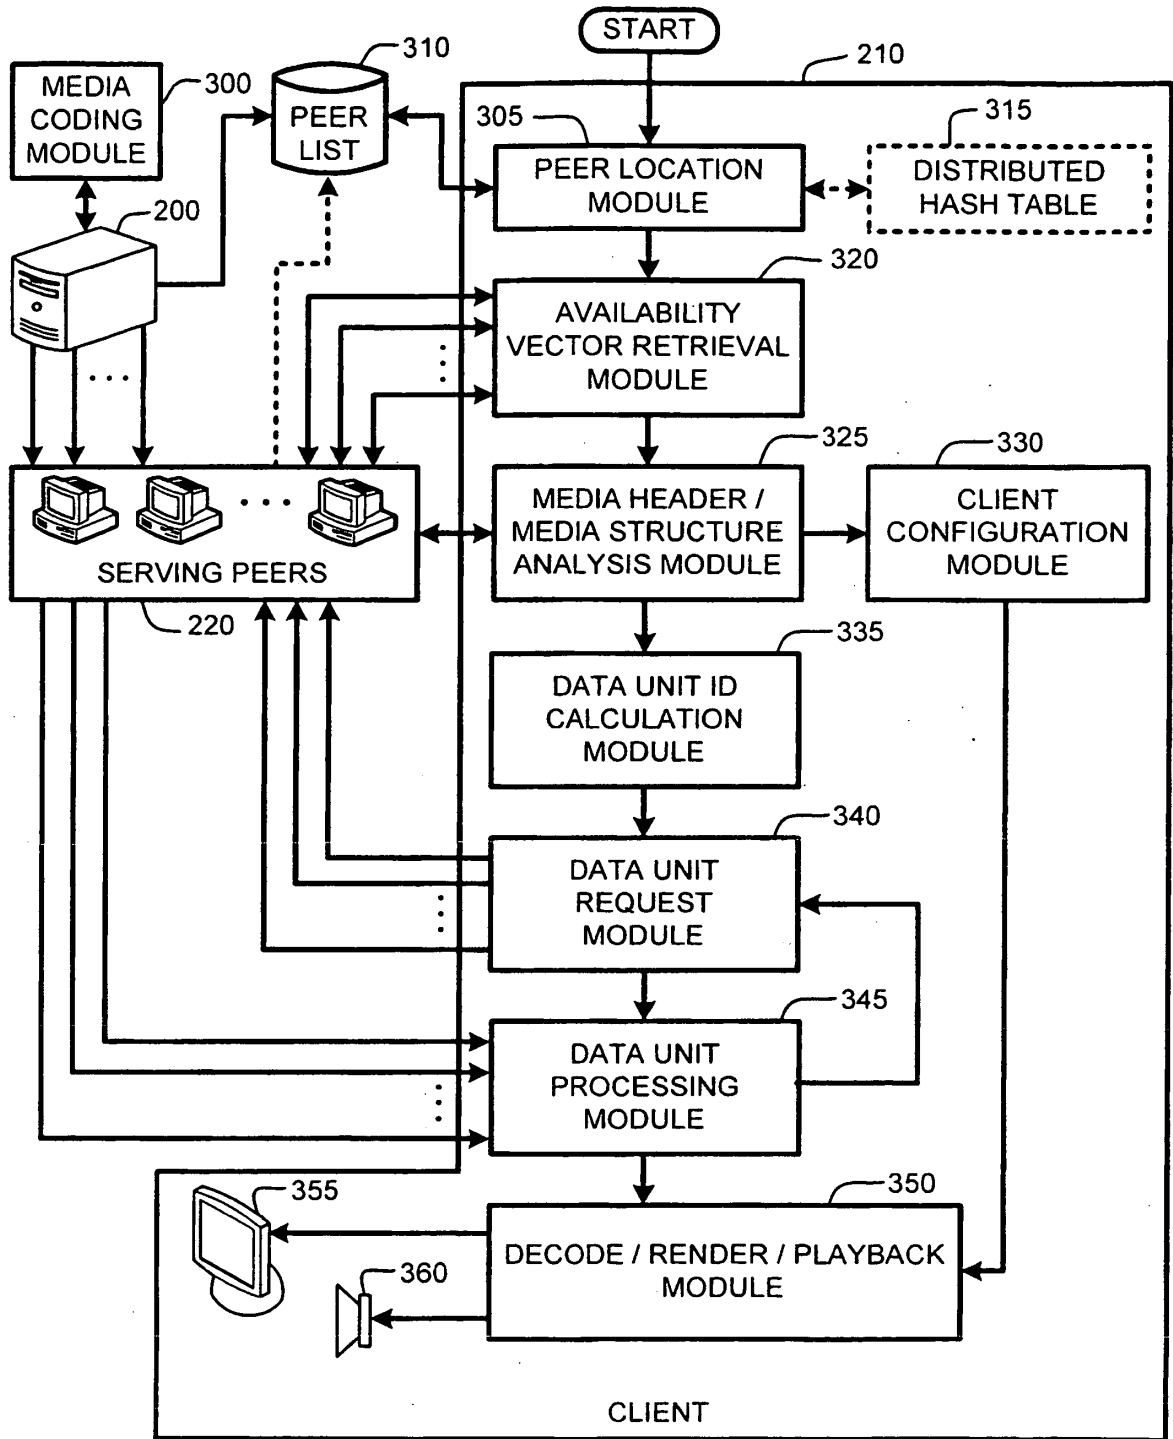 START
310
210
MEDIA
CODING
MODULE
300
PEER
LIST
305
315
PEER LOCATION
MODULE
DISTRIBUTED
HASH TABLE
200
320
AVAILABILITY
VECTOR RETRIEVAL
MODULE
. . .
. . .
325
330
MEDIA HEADER /
MEDIA STRUCTURE
ANALYSIS MODULE
CLIENT
CONFIGURATION
MODULE
. . .
SERVING PEERS
220
335
DATA UNIT ID
CALCULATION
MODULE
340
DATA UNIT
REQUEST
MODULE
. . .
345
DATA UNIT
PROCESSING
MODULE
. . .
355
350
DECODE / RENDER / PLAYBACK
MODULE
360
CLIENT